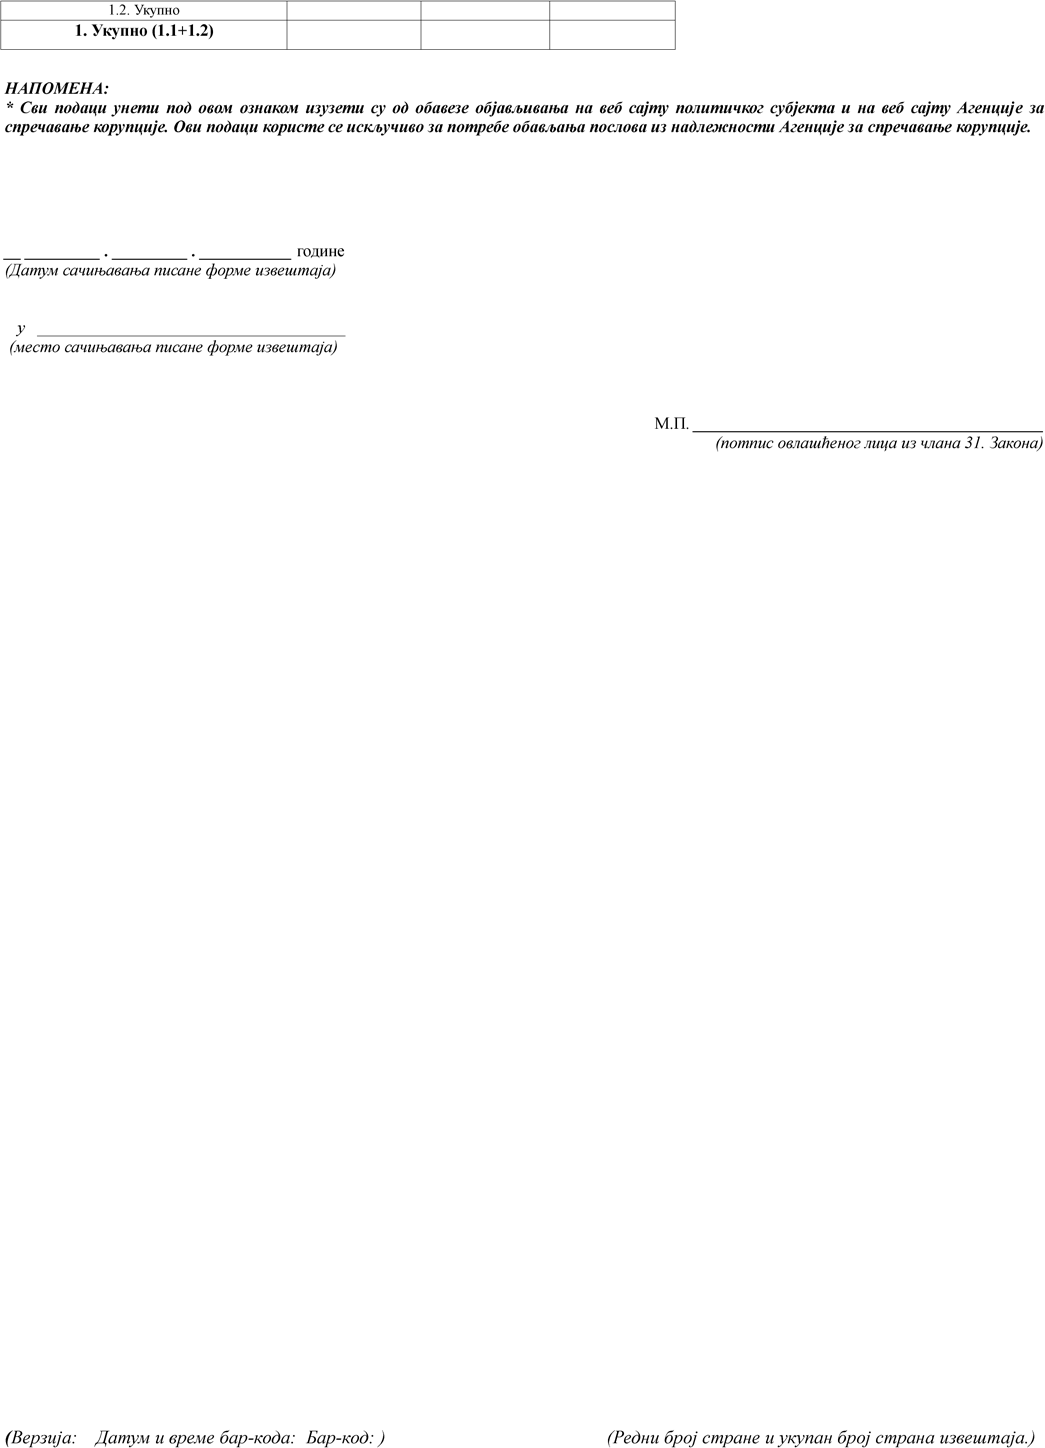 1.2. Укупно
1. Укупно (1.1+1.2)
НАПОМЕНА:
* Сви подаци унети под овом ознаком изузети су од обавезе објављивања на веб сајту политичког субјекта и на веб сајту Агенције за
спречавање корупције. Ови подаци користе се искључиво за потребе обављања послова из надлежности Агенције за спречавање корупције.
__ _________ . _________ . ___________ године
(Датум сачињавања писане форме извештаја)
у _____________________________________
(место сачињавања писане форме извештаја)
М.П. __________________________________________
(потпис овлашћеног лица из члана 31. Закона)
(Верзија: Датум и време бар-кода: Бар-код: ) (Редни број стране и укупан број страна извештаја.)